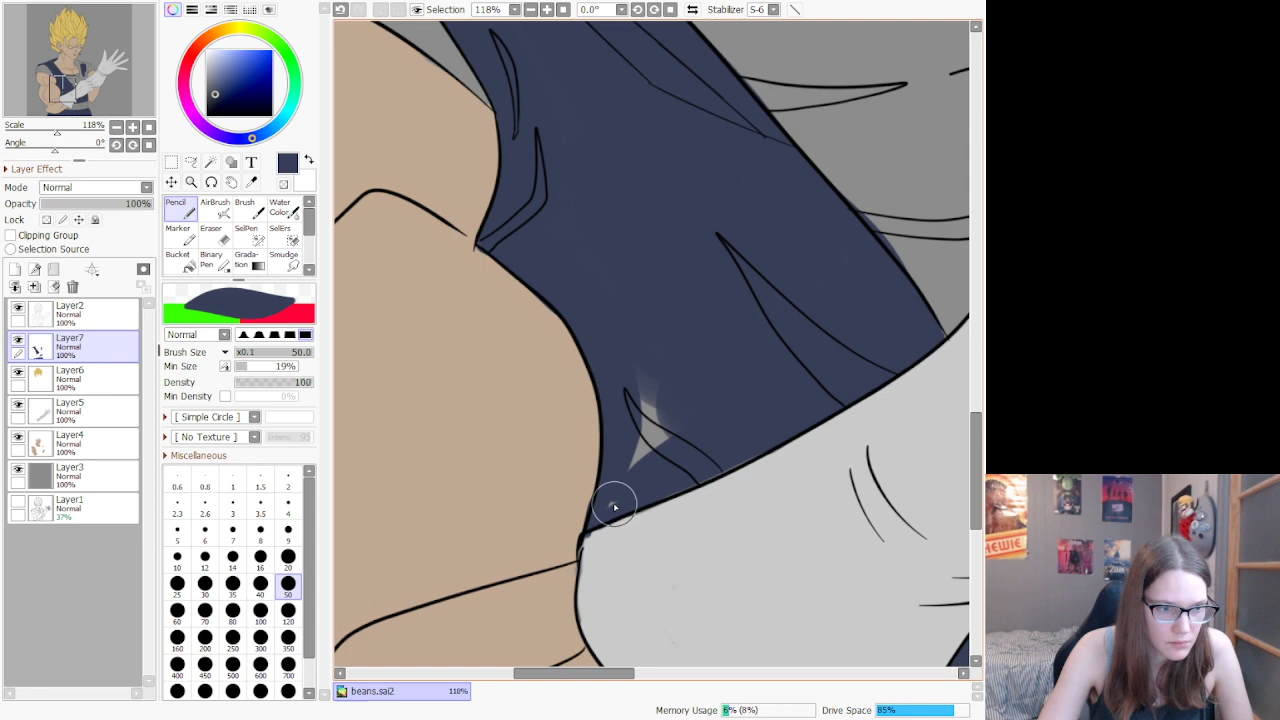 Selection
118%
0.0°
Stabilizer S-6
Scale 118%
Angle 0°
Layer Effect
Mode Normal
Opacity 100%
Lock
Clipping Group
Selection Source
Layer2
Normal
100%
Layer7
Normal
100%
Layer6
Normal
100%
Layer5
Normal
100%
Layer4
Normal
100%
Layer3
Normal
100%
Layer1
Normal
37%
T
Pencil AirBrush Brush Water Color
Marker Eraser SelPen SelErs
Bucket Binary Pen Grada-tion Smudge
Normal
Brush Size x0.1 50.0
Min Size 19%
Density 100
Min Density 0%
[ Simple Circle ]
[ No Texture ] 95
Miscellaneous
0.6 0.8 1 1.5 2
2.3 2.6 3 3.5 4
5 6 7 8 9
10 12 14 16 20
25 30 35 40 50
60 70 80 100 120
160 200 250 300 350
400 450 500 600 700
beans.sai2 118%
Memory Usage 6% (8%) Drive Space 85%